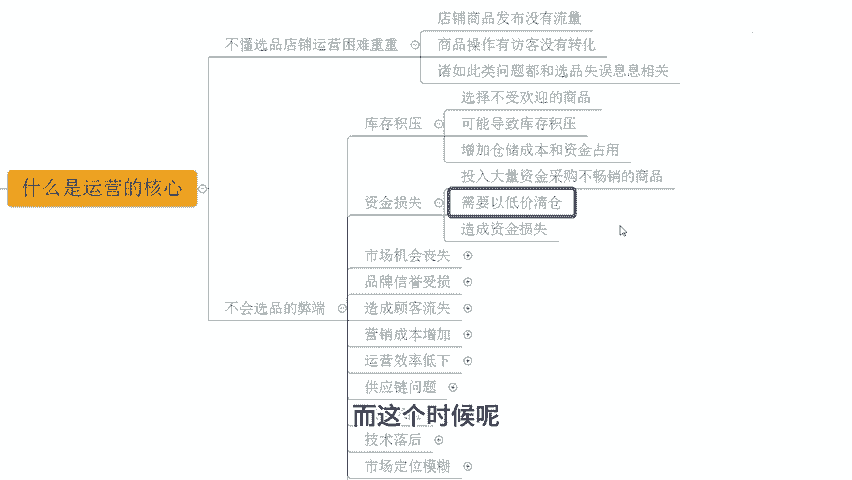 什么是运营的核心
不懂选品店铺运营困难重重
店铺商品发布没有流量
商品操作有访客没有转化
诸如此类问题都和选品失误息息相关
不会选品的弊端
库存积压
选择不受欢迎的商品
可能导致库存积压
增加仓储成本和资金占用
资金损失
投入大量资金采购不畅销的商品
需要以低价清仓
造成资金损失
市场机会丧失
品牌信誉受损
造成顾客流失
营销成本增加
运营效率低下
供应链问题
技术落后
市场定位模糊
而这个时候呢